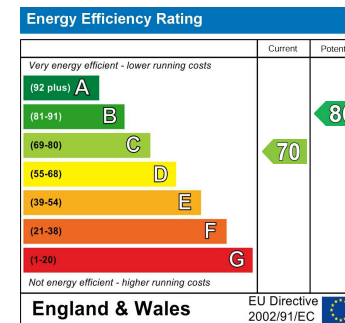 Energy Efficiency Rating
Current
Very energy efficient - lower running costs
(92 plus) A
(81-91) B
(69-80) C
70
(55-68) D
(39-54) E
(21-38) F
(1-20) G
Not energy efficient - higher running costs
England & Wales
EU Directive
2002/91/EC